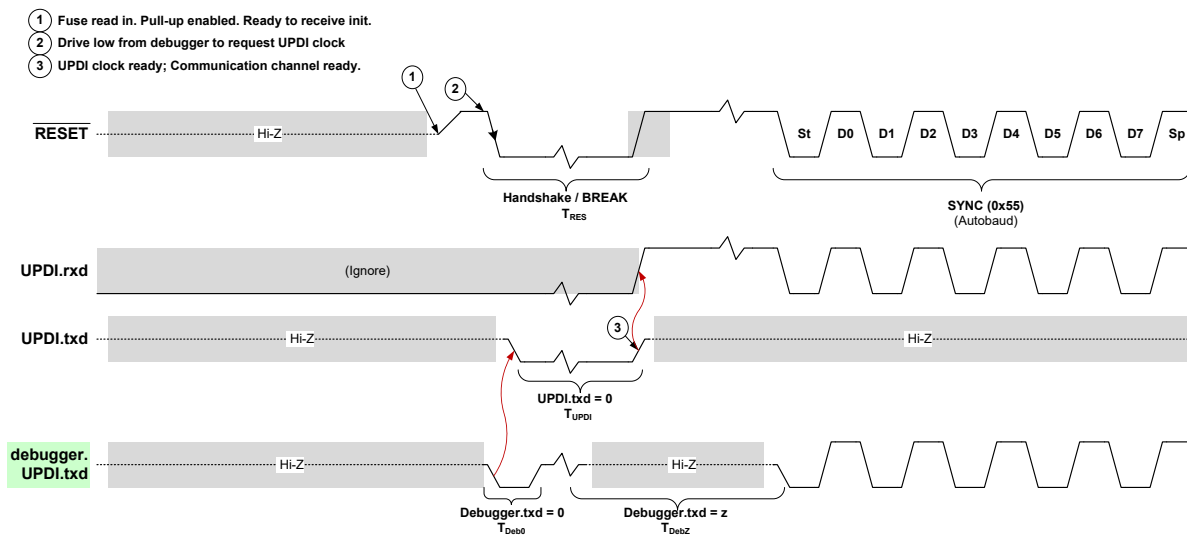 1 Fuse read in. Pull-up enabled. Ready to receive init.
2 Drive low from debugger to request UPDI clock
3 UPDI clock ready; Communication channel ready.
1
2
RESET
Hi-Z
St D0 D1 D2 D3 D4 D5 D6 D7 Sp
Handshake / BREAK
TRES
SYNC (0x55)
(Autobaud)
UPDI.rxd
(Ignore)
3
UPDI.txd
Hi-Z
Hi-Z
UPDI.txd = 0
TUPDI
debugger.
UPDI.txd
Hi-Z
Hi-Z
Debugger.txd = 0
TDeb0
Debugger.txd = z
TDebZ